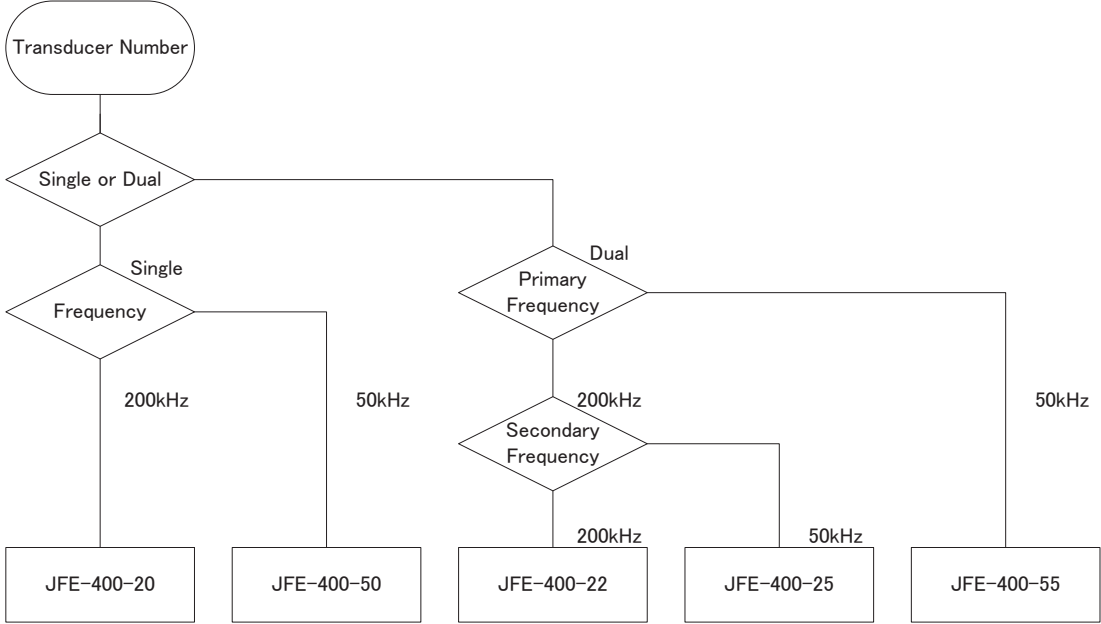 Transducer Number
Single or Dual
Dual
Single
Primary
Frequency
Frequency
200kHz
50kHz
200kHz
50kHz
Secondary
Frequency
200kHz
50kHz
JFE-400-20
JFE-400-50
JFE-400-22
JFE-400-25
JFE-400-55